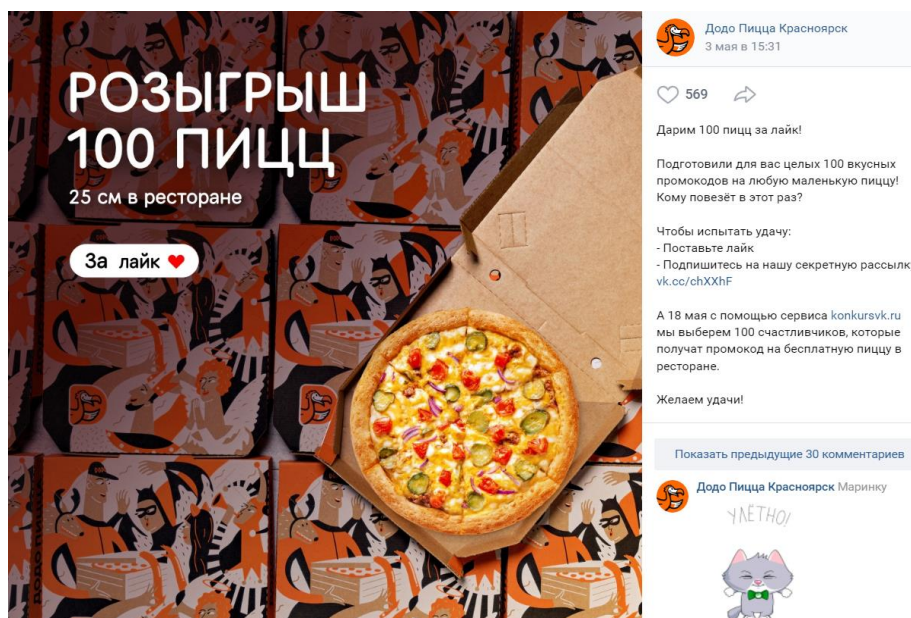 РОЗЫГРЫШ
100 ПИЦЦ
25 см в ресторане
За лайк
Додо Пицца Красноярск
3 мая в 15:31
569
Дарим 100 пицц за лайк!
Подготовили для вас целых 100 вкусных
промокодов на любую маленькую пиццу!
Кому повезёт в этот раз?
Чтобы испытать удачу:
- Поставьте лайк
- Подпишитесь на нашу секретную рассылк
vk.cc/chXXhF
А 18 мая с помощью сервиса konkursvk.ru
мы выберем 100 счастливчиков, которые
получат промокод на бесплатную пиццу в
ресторане.
Желаем удачи!
Показать предыдущие 30 комментариев
Додо Пицца Красноярск Маринку
УЛЁТНО!